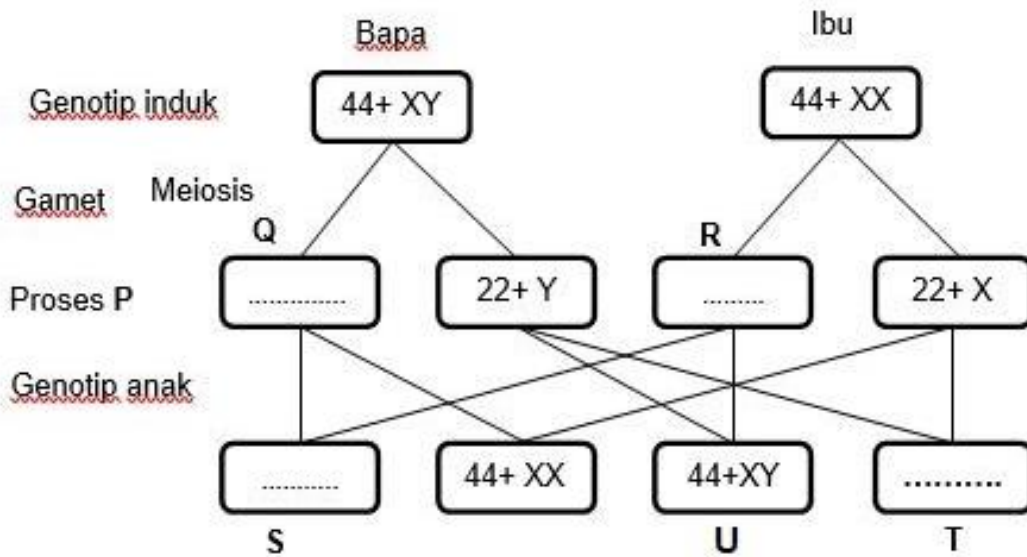 Bapa
Ibu
Genotip induk
44+ XY
44+ XX
Gamet
Meiosis
Q
R
.............
22+ Y
.........
22+ X
Proses P
Genotip anak
...........
44+ XX
44+XY
..........
S
U
T